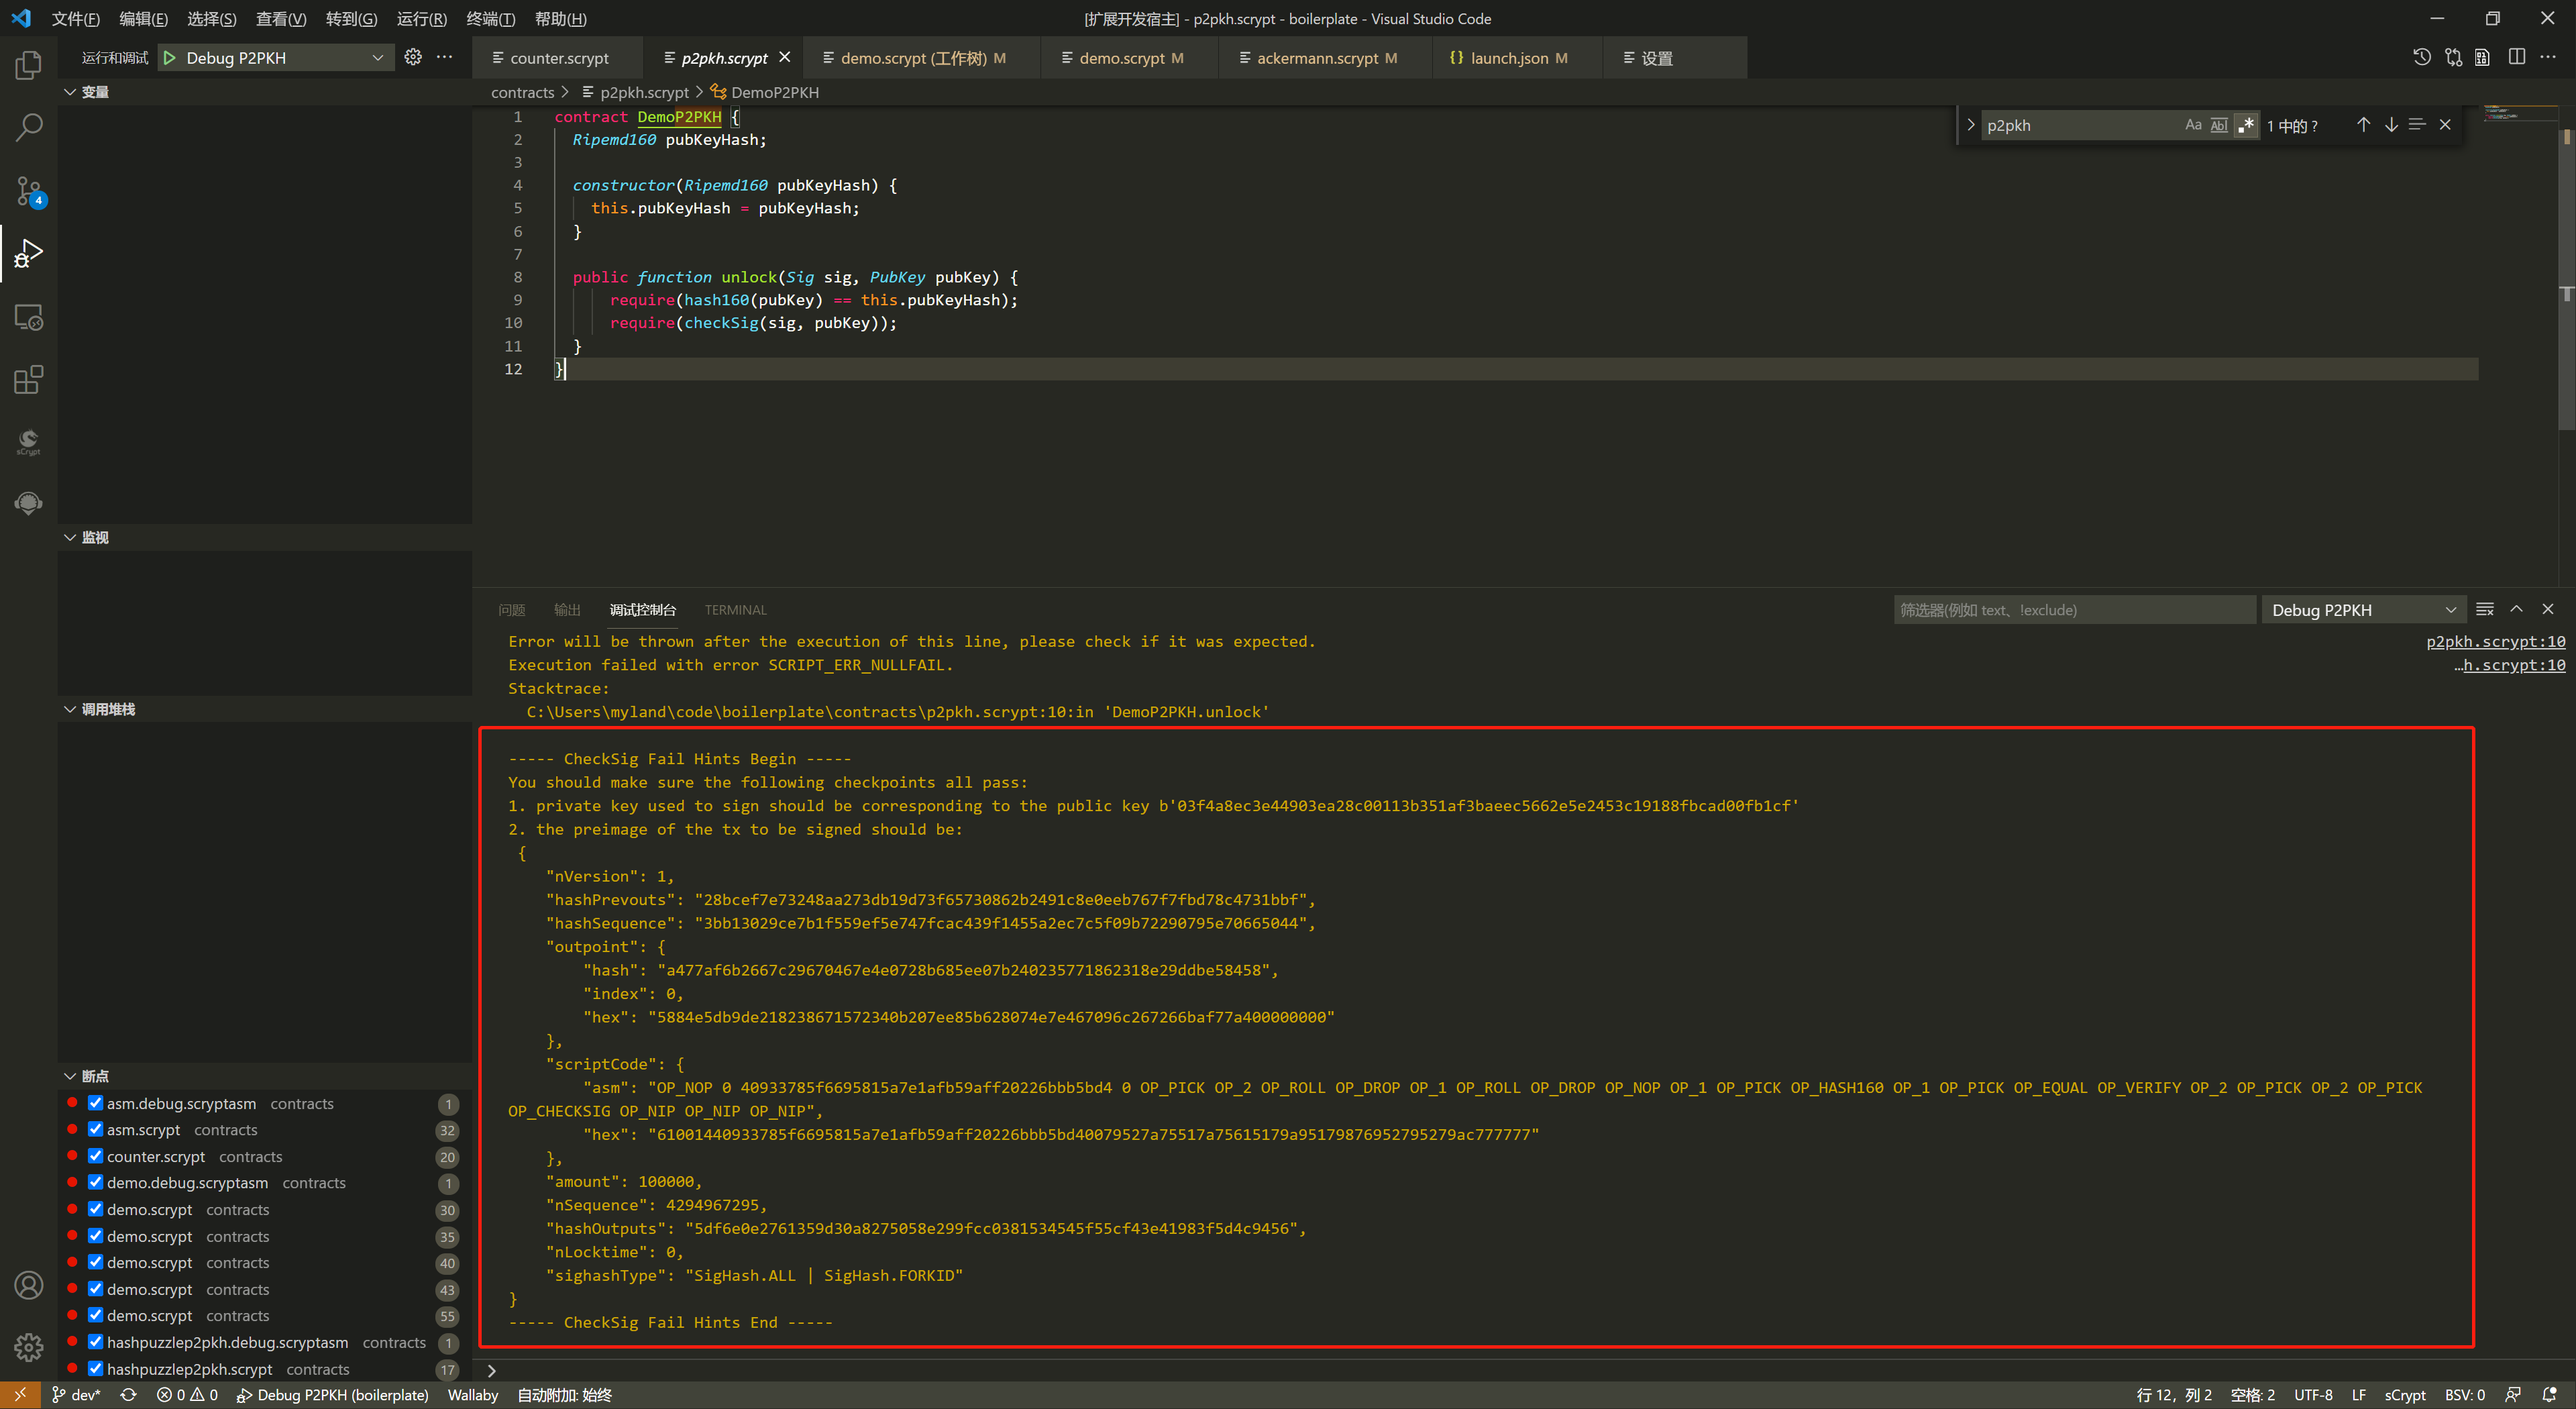 文件(F) 编辑(E) 选择(S) 查看(V) 转到(G) 运行(R) 终端(T) 帮助(H)
[扩展开发宿主] - p2pkh.scrypt - boilerplate - Visual Studio Code
运行和调试 Debug P2PKH
counter.scrypt p2pkh.scrypt demo.scrypt (工作树) M demo.scrypt M ackermann.scrypt M launch.json M 设置
变量
contracts > p2pkh.scrypt > DemoP2PKH
p2pkh Aa Abl 1 中的 ?
1 contract DemoP2PKH {
2 Ripemd160 pubKeyHash;
3
4 constructor(Ripemd160 pubKeyHash) {
5 this.pubKeyHash = pubKeyHash;
6 }
7
8 public function unlock(Sig sig, PubKey pubKey) {
9 require(hash160(pubKey) == this.pubKeyHash);
10 require(checkSig(sig, pubKey));
11 }
12 }
4
sCrypt
监视
调用堆栈
断点
asm.debug.scryptasm contracts 1
asm.scrypt contracts 32
counter.scrypt contracts 20
demo.debug.scryptasm contracts 1
demo.scrypt contracts 30
demo.scrypt contracts 35
demo.scrypt contracts 40
demo.scrypt contracts 43
demo.scrypt contracts 55
hashpuzzlep2pkh.debug.scryptasm contracts 1
hashpuzzlep2pkh.scrypt contracts 17
问题 输出 调试控制台 TERMINAL
筛选器(例如 text、!exclude) Debug P2PKH
Error will be thrown after the execution of this line, please check if it was expected. p2pkh.scrypt:10
Execution failed with error SCRIPT_ERR_NULLFAIL. …h.scrypt:10
Stacktrace:
C:\Users\myland\code\boilerplate\contracts\p2pkh.scrypt:10:in 'DemoP2PKH.unlock'
----- CheckSig Fail Hints Begin -----
You should make sure the following checkpoints all pass:
1. private key used to sign should be corresponding to the public key b'03f4a8ec3e44903ea28c00113b351af3baeec5662e5e2453c19188fbcad00fb1cf'
2. the preimage of the tx to be signed should be:
{
"nVersion": 1,
"hashPrevouts": "28bcef7e73248aa273db19d73f65730862b2491c8e0eeb767f7fbd78c4731bbf",
"hashSequence": "3bb13029ce7b1f559ef5e747fcac439f1455a2ec7c5f09b72290795e70665044",
"outpoint": {
"hash": "a477af6b2667c29670467e4e0728b685ee07b240235771862318e29ddbe58458",
"index": 0,
"hex": "5884e5db9de218238671572340b207ee85b628074e7e467096c267266baf77a400000000"
},
"scriptCode": {
"asm": "OP_NOP 0 40933785f6695815a7e1afb59aff20226bbb5bd4 0 OP_PICK OP_2 OP_ROLL OP_DROP OP_1 OP_ROLL OP_DROP OP_NOP OP_1 OP_PICK OP_HASH160 OP_1 OP_PICK OP_EQUAL OP_VERIFY OP_2 OP_PICK OP_2 OP_PICK
OP_CHECKSIG OP_NIP OP_NIP OP_NIP",
"hex": "61001440933785f6695815a7e1afb59aff20226bbb5bd40079527a75517a75615179a95179876952795279ac777777"
},
"amount": 100000,
"nSequence": 4294967295,
"hashOutputs": "5df6e0e2761359d30a8275058e299fcc0381534545f55cf43e41983f5d4c9456",
"nLocktime": 0,
"sighashType": "SigHash.ALL | SigHash.FORKID"
}
----- CheckSig Fail Hints End -----
dev* 0 0 Debug P2PKH (boilerplate) Wallaby 自动附加: 始终
行 12，列 2 空格: 2 UTF-8 LF sCrypt BSV: 0